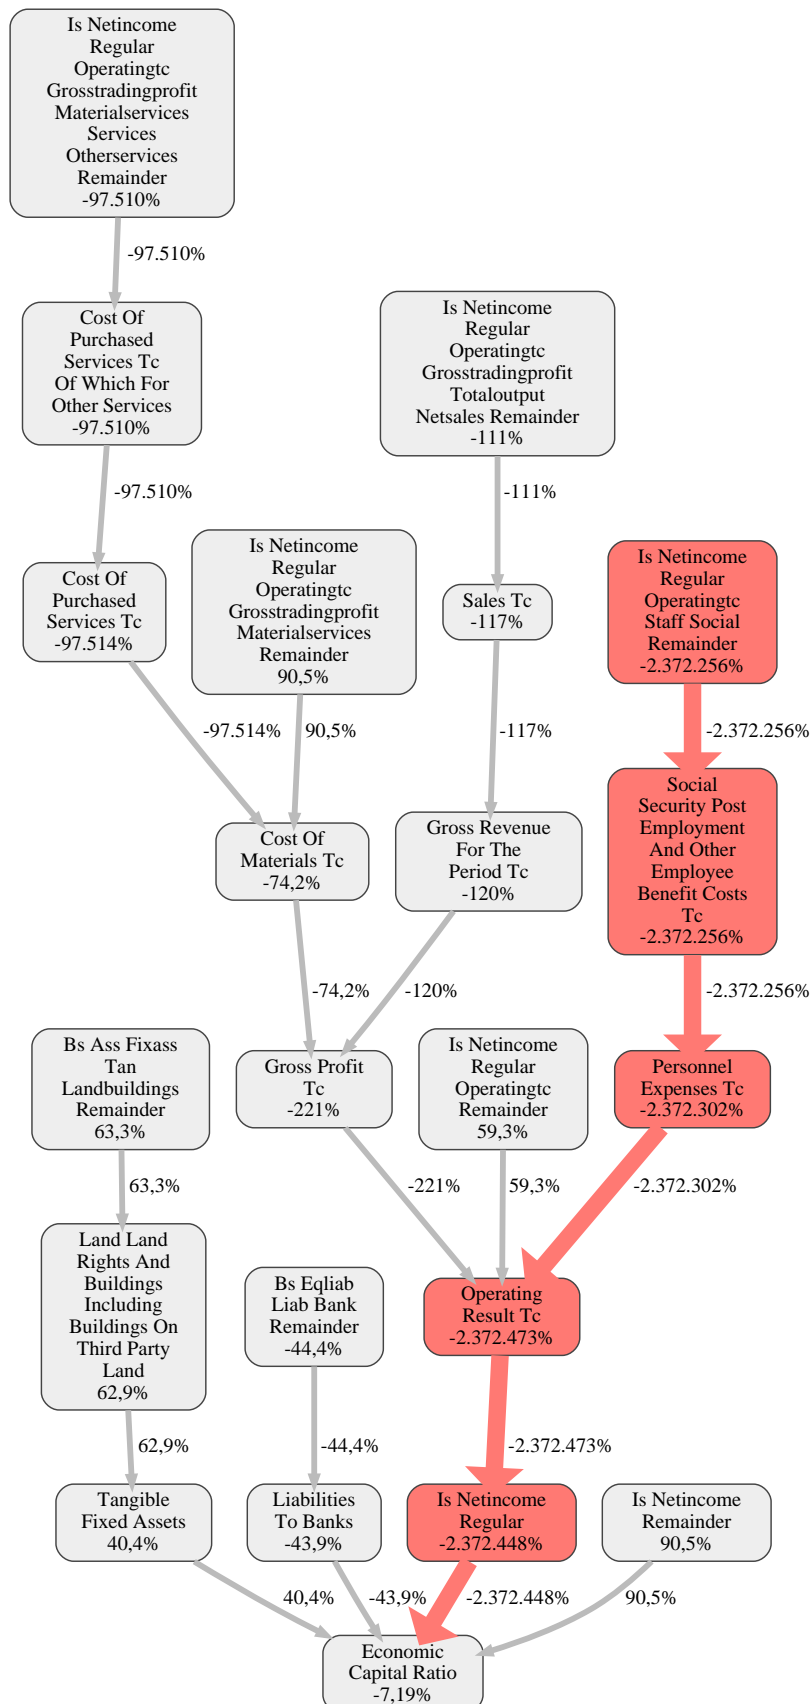 Is Netincome
Regular
Operatingtc
Grosstradingprofit
Materialservices
Services
Otherservices
Remainder
-97.510%
-97.510%
Cost Of
Purchased
Services Tc
Of Which For
Other Services
-97.510%
Is Netincome
Regular
Operatingtc
Grosstradingprofit
Totaloutput
Netsales Remainder
-111%
-97.510%
-111%
Cost Of
Purchased
Services Tc
-97.514%
Is Netincome
Regular
Operatingtc
Grosstradingprofit
Materialservices
Remainder
90,5%
Sales Tc
-117%
Is Netincome
Regular
Operatingtc
Staff Social
Remainder
-2.372.256%
-97.514%
90,5%
-117%
-2.372.256%
Cost Of
Materials Tc
-74,2%
Gross Revenue
For The
Period Tc
-120%
Social
Security Post
Employment
And Other
Employee
Benefit Costs
Tc
-2.372.256%
-74,2%
-120%
-2.372.256%
Bs Ass Fixass
Tan
Landbuildings
Remainder
63,3%
Gross Profit
Tc
-221%
Is Netincome
Regular
Operatingtc
Remainder
59,3%
Personnel
Expenses Tc
-2.372.302%
63,3%
-221%
59,3%
-2.372.302%
Land Land
Rights And
Buildings
Including
Buildings On
Third Party
Land
62,9%
Bs Eqliab
Liab Bank
Remainder
-44,4%
Operating
Result Tc
-2.372.473%
62,9%
-44,4%
-2.372.473%
Tangible
Fixed Assets
40,4%
Liabilities
To Banks
-43,9%
Is Netincome
Regular
-2.372.448%
Is Netincome
Remainder
90,5%
40,4%
-43,9%
-2.372.448%
90,5%
Economic
Capital Ratio
-7,19%